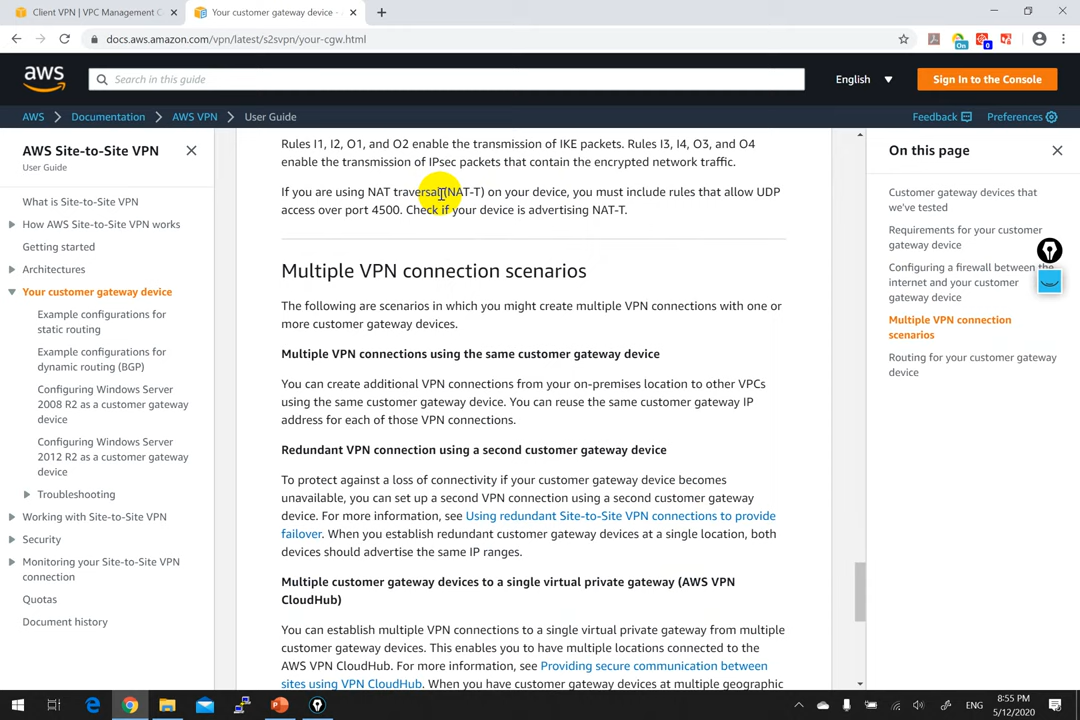 Client VPN | VPC Management C
Your customer gateway device -
docs.aws.amazon.com/vpn/latest/s2svpn/your-cgw.html
On
0
aws
Search in this guide
English
Sign In to the Console
AWS
Documentation
AWS VPN
User Guide
Feedback
Preferences
AWS Site-to-Site VPN
User Guide
What is Site-to-Site VPN
How AWS Site-to-Site VPN works
Getting started
Architectures
Your customer gateway device
Example configurations for
static routing
Example configurations for
dynamic routing (BGP)
Configuring Windows Server
2008 R2 as a customer gateway
device
Configuring Windows Server
2012 R2 as a customer gateway
device
Troubleshooting
Working with Site-to-Site VPN
Security
Monitoring your Site-to-Site VPN
connection
Quotas
Document history
Rules I1, I2, O1, and O2 enable the transmission of IKE packets. Rules I3, I4, O3, and O4
enable the transmission of IPsec packets that contain the encrypted network traffic.
If you are using NAT traversal (NAT-T) on your device, you must include rules that allow UDP
access over port 4500. Check if your device is advertising NAT-T.
Multiple VPN connection scenarios
The following are scenarios in which you might create multiple VPN connections with one or
more customer gateway devices.
Multiple VPN connections using the same customer gateway device
You can create additional VPN connections from your on-premises location to other VPCs
using the same customer gateway device. You can reuse the same customer gateway IP
address for each of those VPN connections.
Redundant VPN connection using a second customer gateway device
To protect against a loss of connectivity if your customer gateway device becomes
unavailable, you can set up a second VPN connection using a second customer gateway
device. For more information, see Using redundant Site-to-Site VPN connections to provide
failover. When you establish redundant customer gateway devices at a single location, both
devices should advertise the same IP ranges.
Multiple customer gateway devices to a single virtual private gateway (AWS VPN
CloudHub)
You can establish multiple VPN connections to a single virtual private gateway from multiple
customer gateway devices. This enables you to have multiple locations connected to the
AWS VPN CloudHub. For more information, see Providing secure communication between
sites using VPN CloudHub. When you have customer gateway devices at multiple geographic
On this page
Customer gateway devices that
we've tested
Requirements for your customer
gateway device
Configuring a firewall between the
internet and your customer
gateway device
Multiple VPN connection
scenarios
Routing for your customer gateway
device
ENG
8:55 PM
5/12/2020